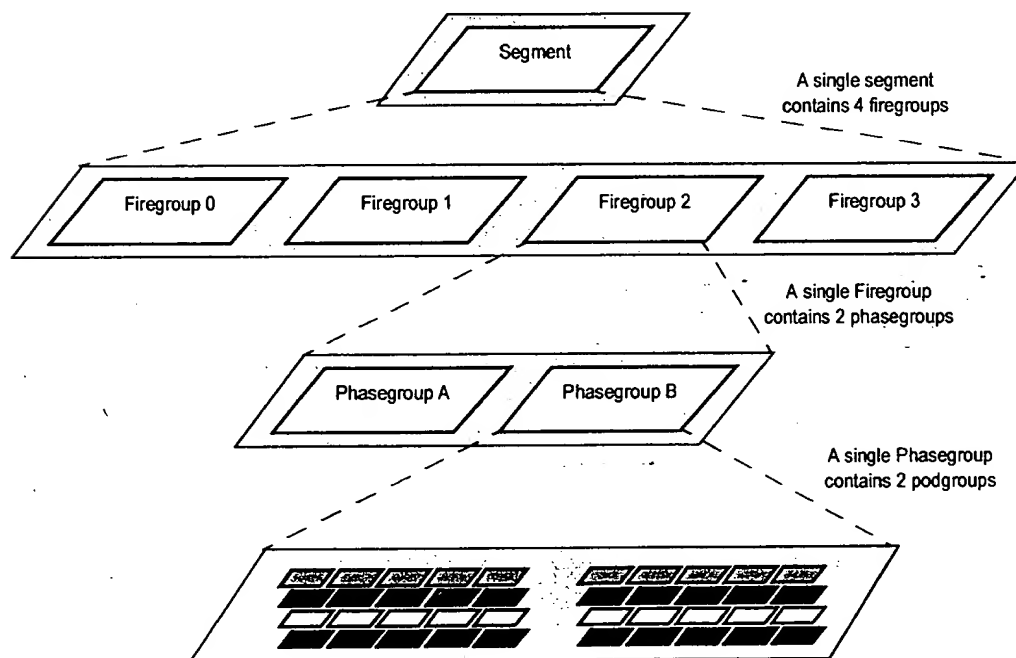 Segment
A single segment
contains 4 firegroups
Firegroup 0
Firegroup 1
Firegroup 2
Firegroup 3
A single Firegroup
contains 2 phasegroups
Phasegroup A
Phasegroup B
A single Phasegroup
contains 2 podgroups